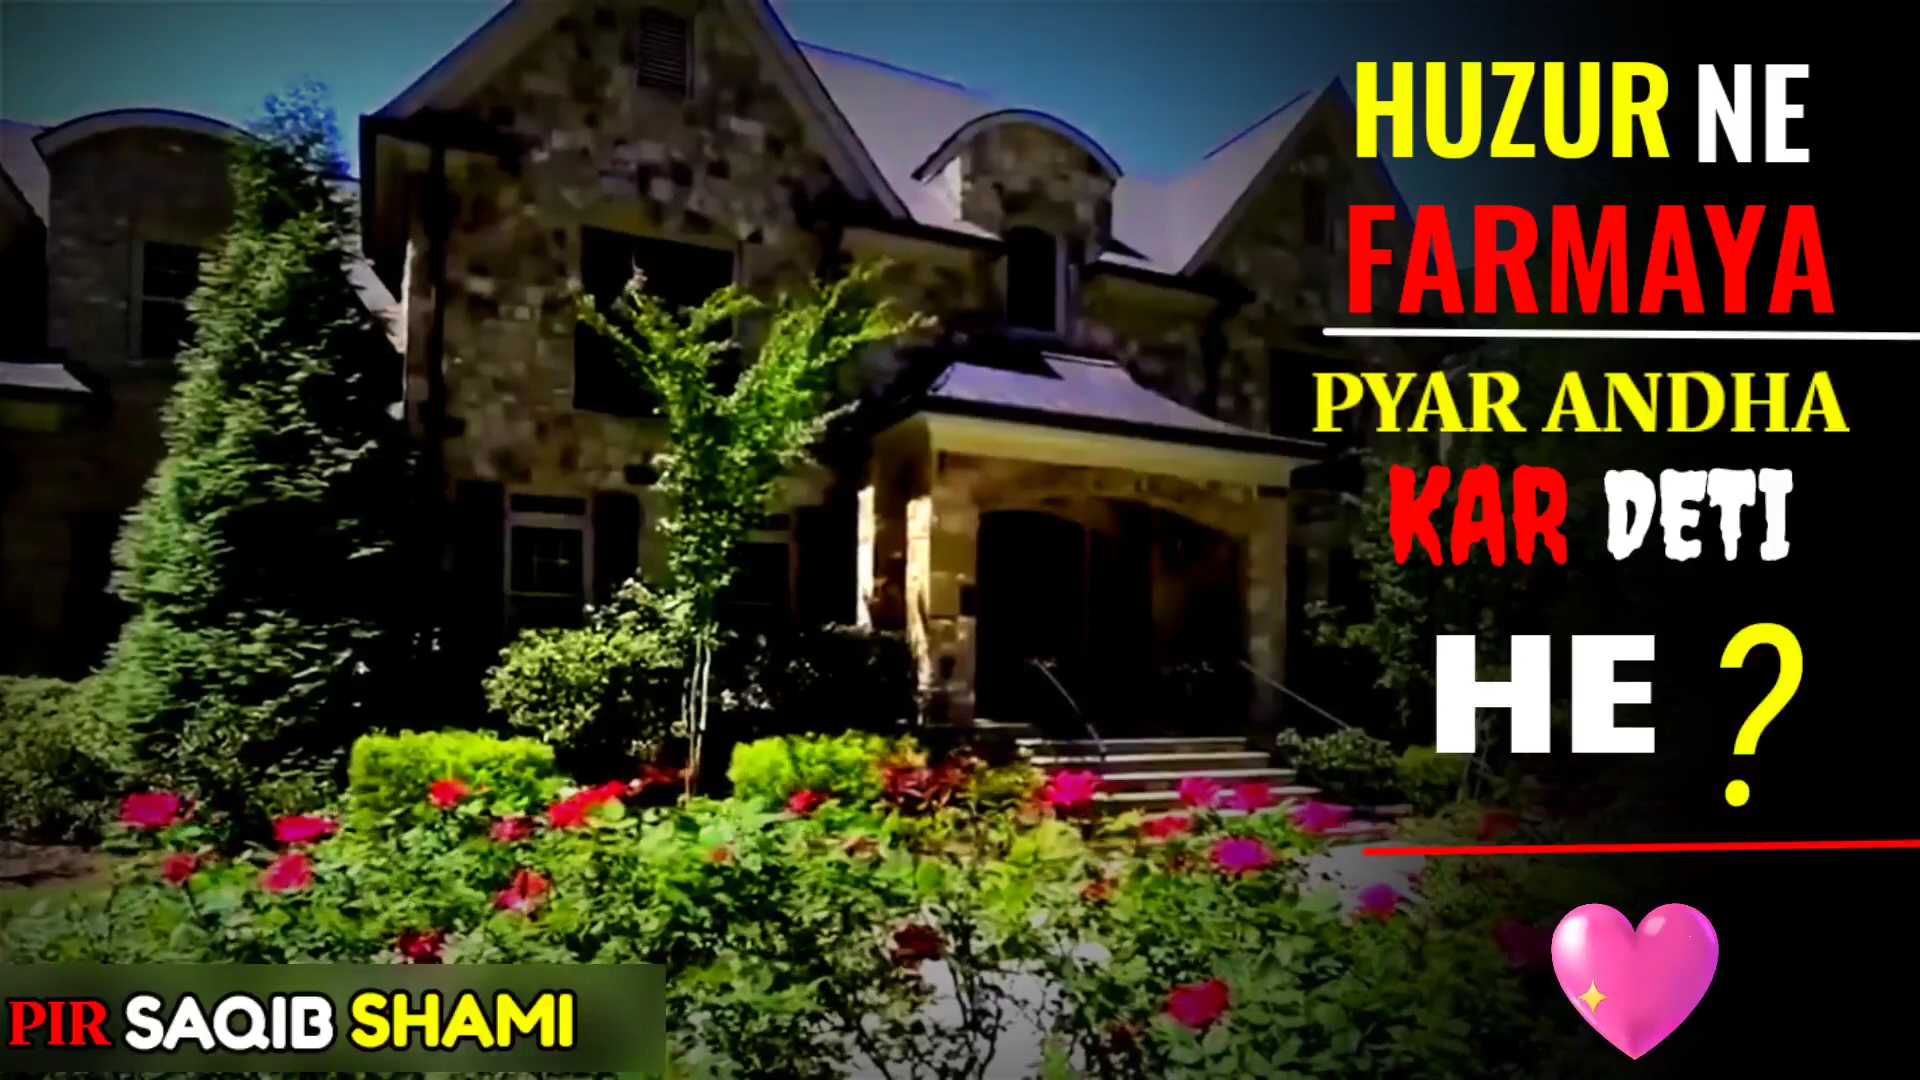 HUZUR NE
FARMAYA
PYAR ANDHA
KAR DETI
HE ?
PIR SAQIB SHAMI